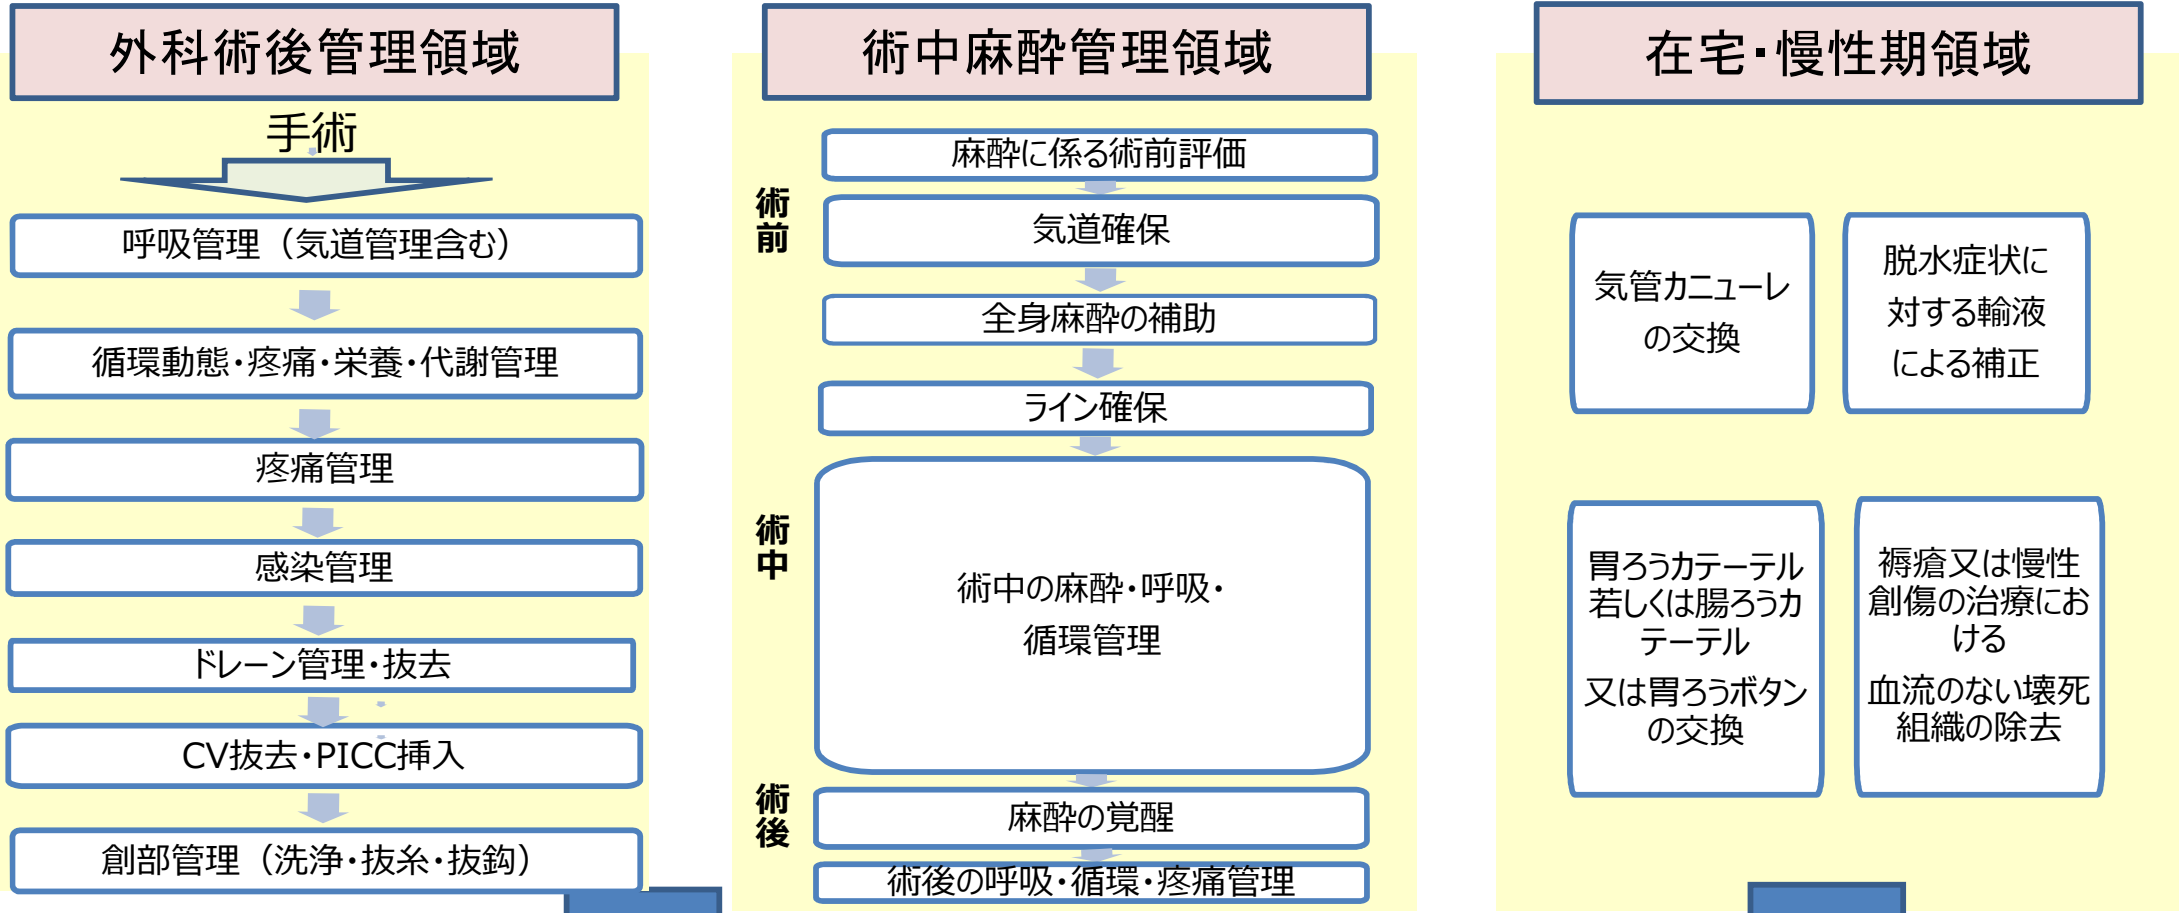 外科術後管理領域
手術
呼吸管理（気道管理含む）
循環動態・疼痛・栄養・代謝管理
疼痛管理
感染管理
ドレーン管理・抜去
CV抜去・PICC挿入
創部管理（洗浄・抜糸・抜鈎）
術中麻酔管理領域
術前
麻酔に係る術前評価
気道確保
全身麻酔の補助
ライン確保
術中
術中の麻酔・呼吸・
循環管理
術後
麻酔の覚醒
術後の呼吸・循環・疼痛管理
在宅・慢性期領域
気管カニューレ
の交換
脱水症状に
対する輸液
による補正
胃ろうカテーテル
若しくは腸ろうカ
テーテル
又は胃ろうボタン
の交換
褥瘡又は慢性
創傷の治療にお
ける
血流のない壊死
組織の除去